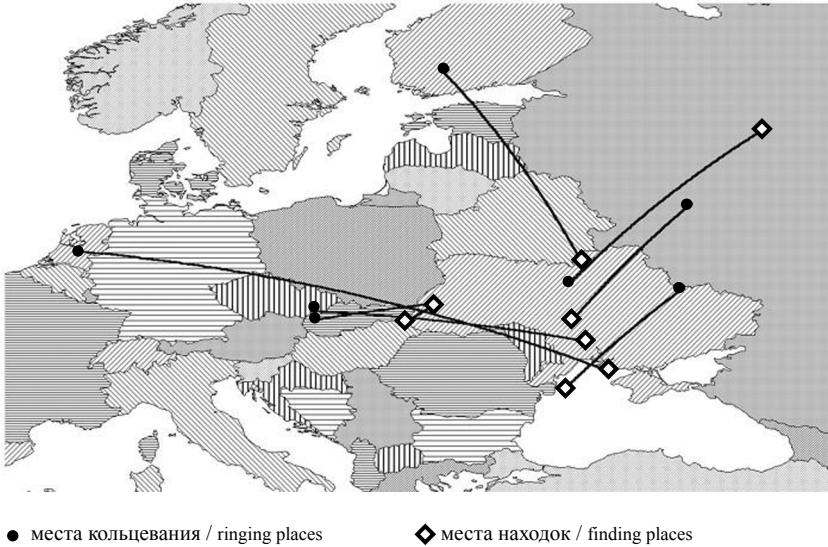 места кольцевания / ringing places
места находок / finding places